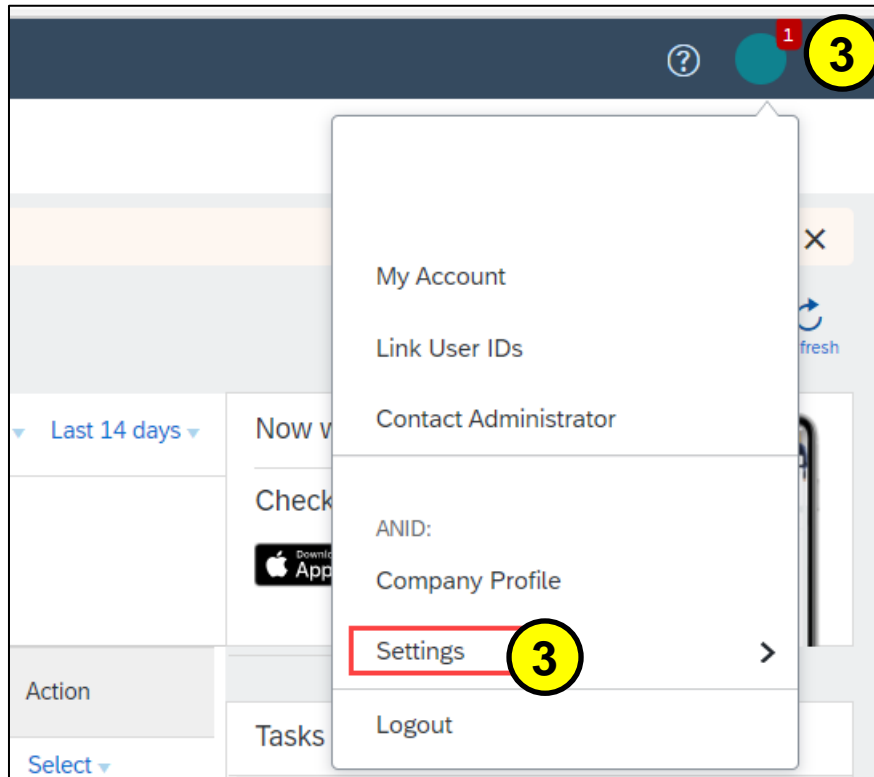 ?
1
3
My Account
Link User IDs
fresh
Contact Administrator
Last 14 days
Now
Check
ANID:
App
Company Profile
Settings
3
Action
Logout
Tasks
Select